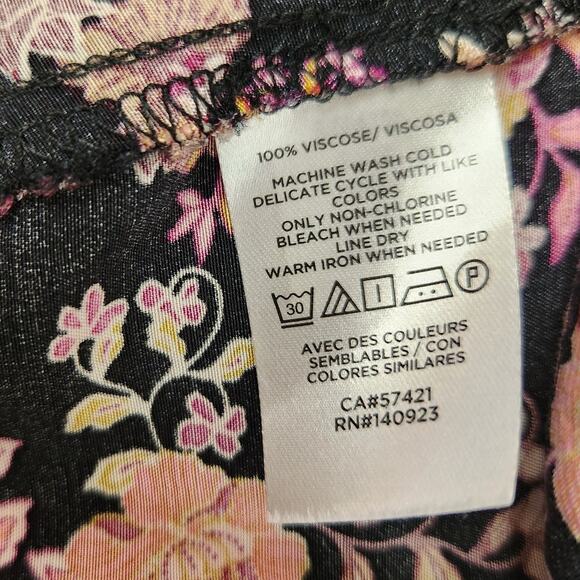 100% VISCOSE/ VISCOSA
MACHINE WASH COLD
DELICATE CYCLE WITH LIKE
COLORS
ONLY NON-CHLORINE
BLEACH WHEN NEEDED
LINE DRY
WARM IRON WHEN NEEDED
30 P
AVEC DES COULEURS
SEMBLABLES / CON
COLORES SIMILARES
CA#57421
RN#140923